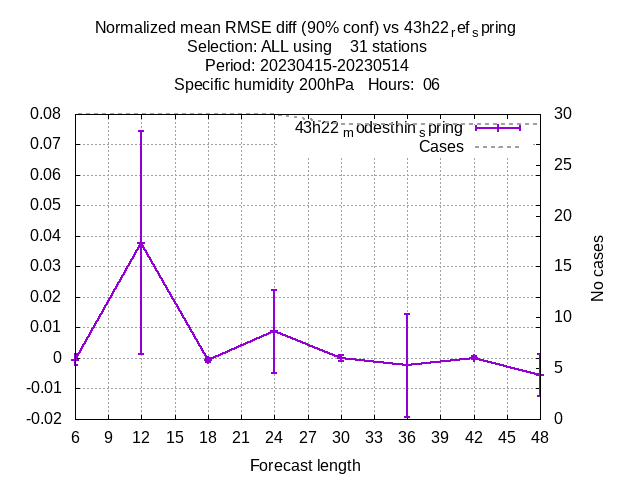 Normalized mean RMSE diff (90% conf) vs 43h22refspring
Selection: ALL using 31 stations
Period: 20230415-20230514
Specific humidity 200hPa Hours: 06
43h22modesthinspring
Cases
0.08
0.07
0.06
0.05
0.04
0.03
0.02
0.01
0
-0.01
-0.02
30
25
20
15
10
5
0
No cases
6 9 12 15 18 21 24 27 30 33 36 39 42 45 48
Forecast length